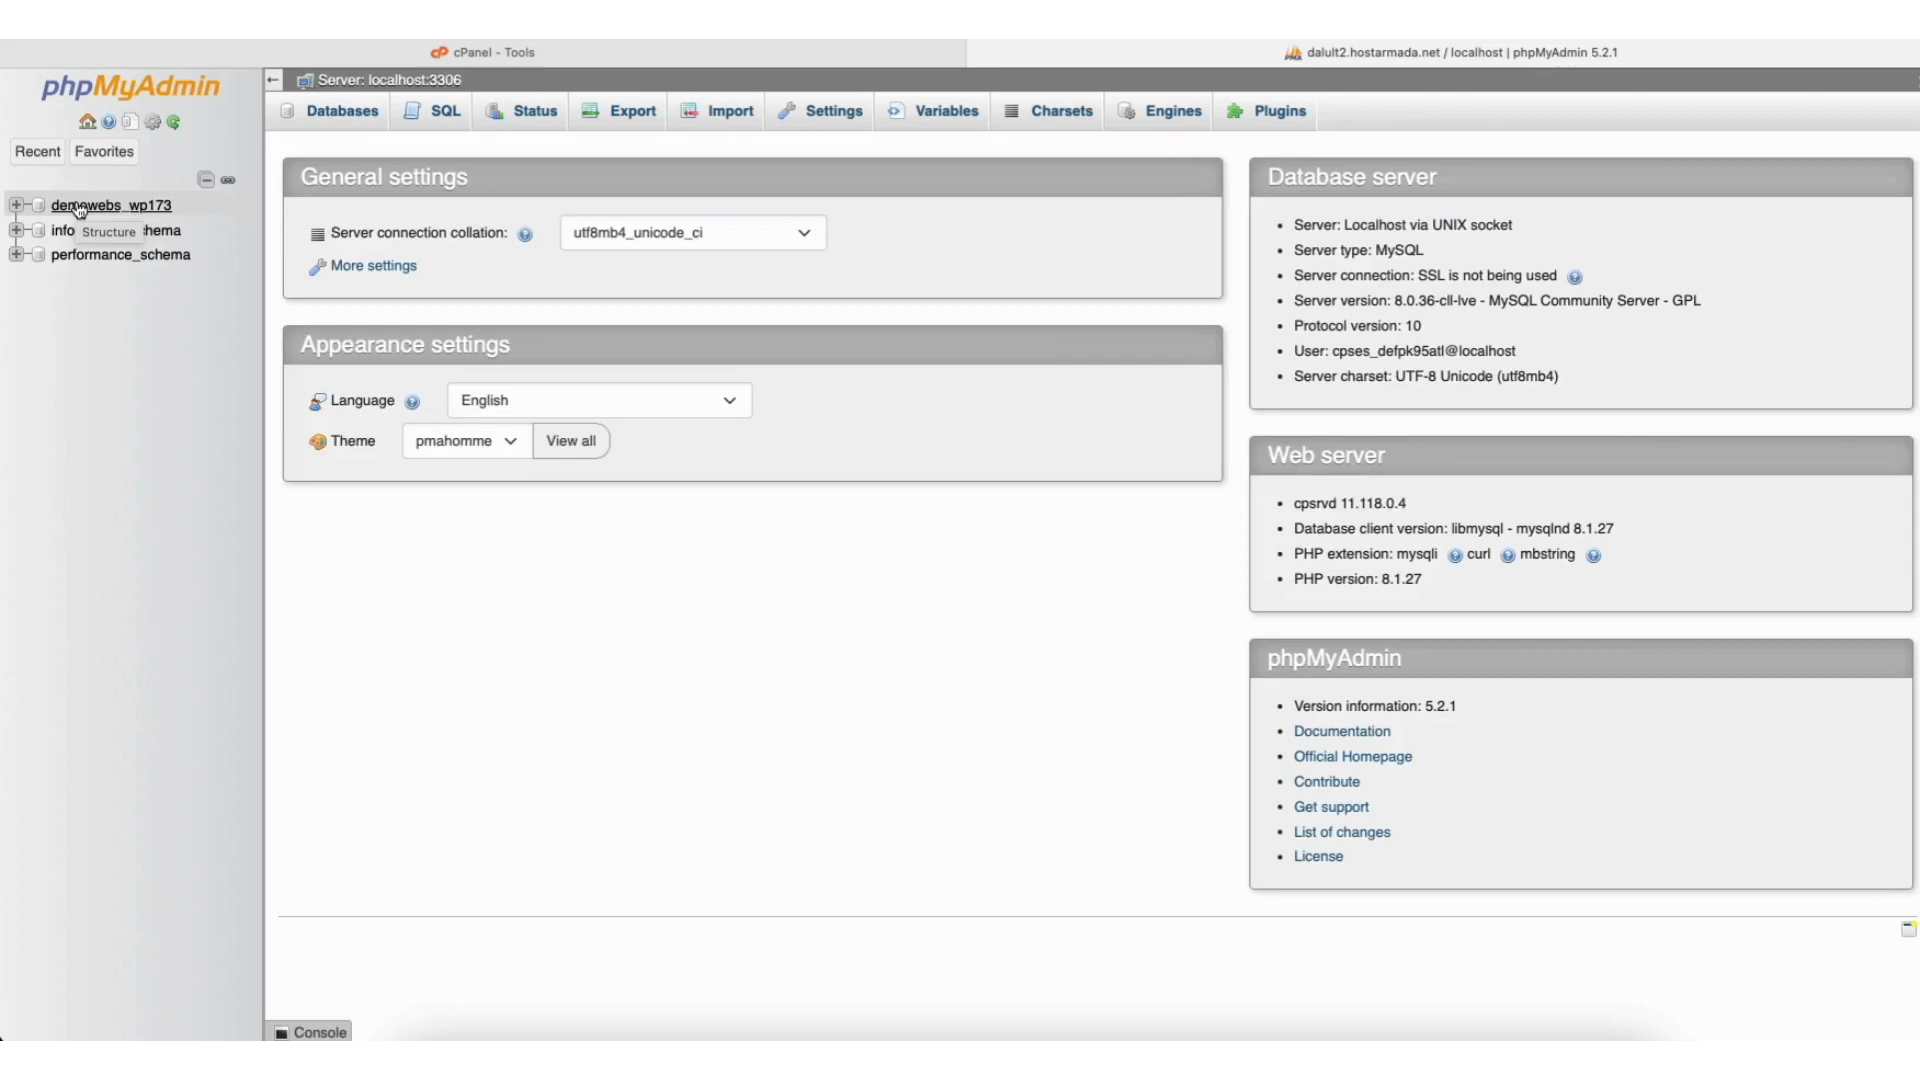 cPanel - Tools
dalult2.hostarmada.net / localhost | phpMyAdmin 5.2.1
phpMyAdmin
Recent Favorites
demowebs_wp173
info
hema
Structure
performance_schema
Server: localhost:3306
Databases SQL Status Export Import Settings Variables Charsets Engines Plugins
General settings
Server connection collation: utf8mb4_unicode_ci
More settings
Appearance settings
Language English
Theme pmahomme View all
Database server
• Server: Localhost via UNIX socket
• Server type: MySQL
• Server connection: SSL is not being used
• Server version: 8.0.36-cll-lve - MySQL Community Server - GPL
• Protocol version: 10
• User: cpses_defpk95atl@localhost
• Server charset: UTF-8 Unicode (utf8mb4)
Web server
• cpsrvd 11.118.0.4
• Database client version: libmysql - mysqlnd 8.1.27
• PHP extension: mysqli curl mbstring
• PHP version: 8.1.27
phpMyAdmin
• Version information: 5.2.1
• Documentation
• Official Homepage
• Contribute
• Get support
• List of changes
• License
Console